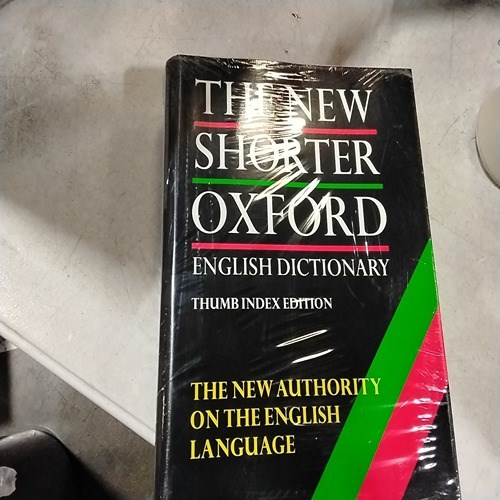 THE NEW
SHORTER
OXFORD
ENGLISH DICTIONARY
THUMB INDEX EDITION
THE NEW AUTHORITY
ON THE ENGLISH
LANGUAGE